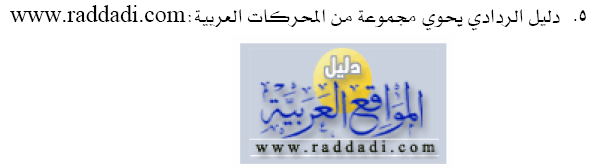 ٥. دليل الردادي يحوي مجموعة من المحركات العربية: www.raddadi.com
دليل
المواقع العربية
www.raddadi.com